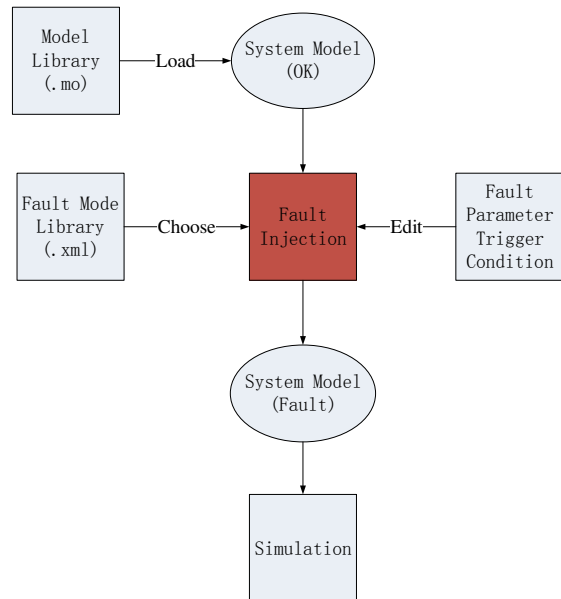 Model
Library
(.mo)
Load
System Model
(OK)
Fault Mode
Library
(.xml)
Choose
Fault
Injection
Edit
Fault
Parameter
Trigger
Condition
System Model
(Fault)
Simulation